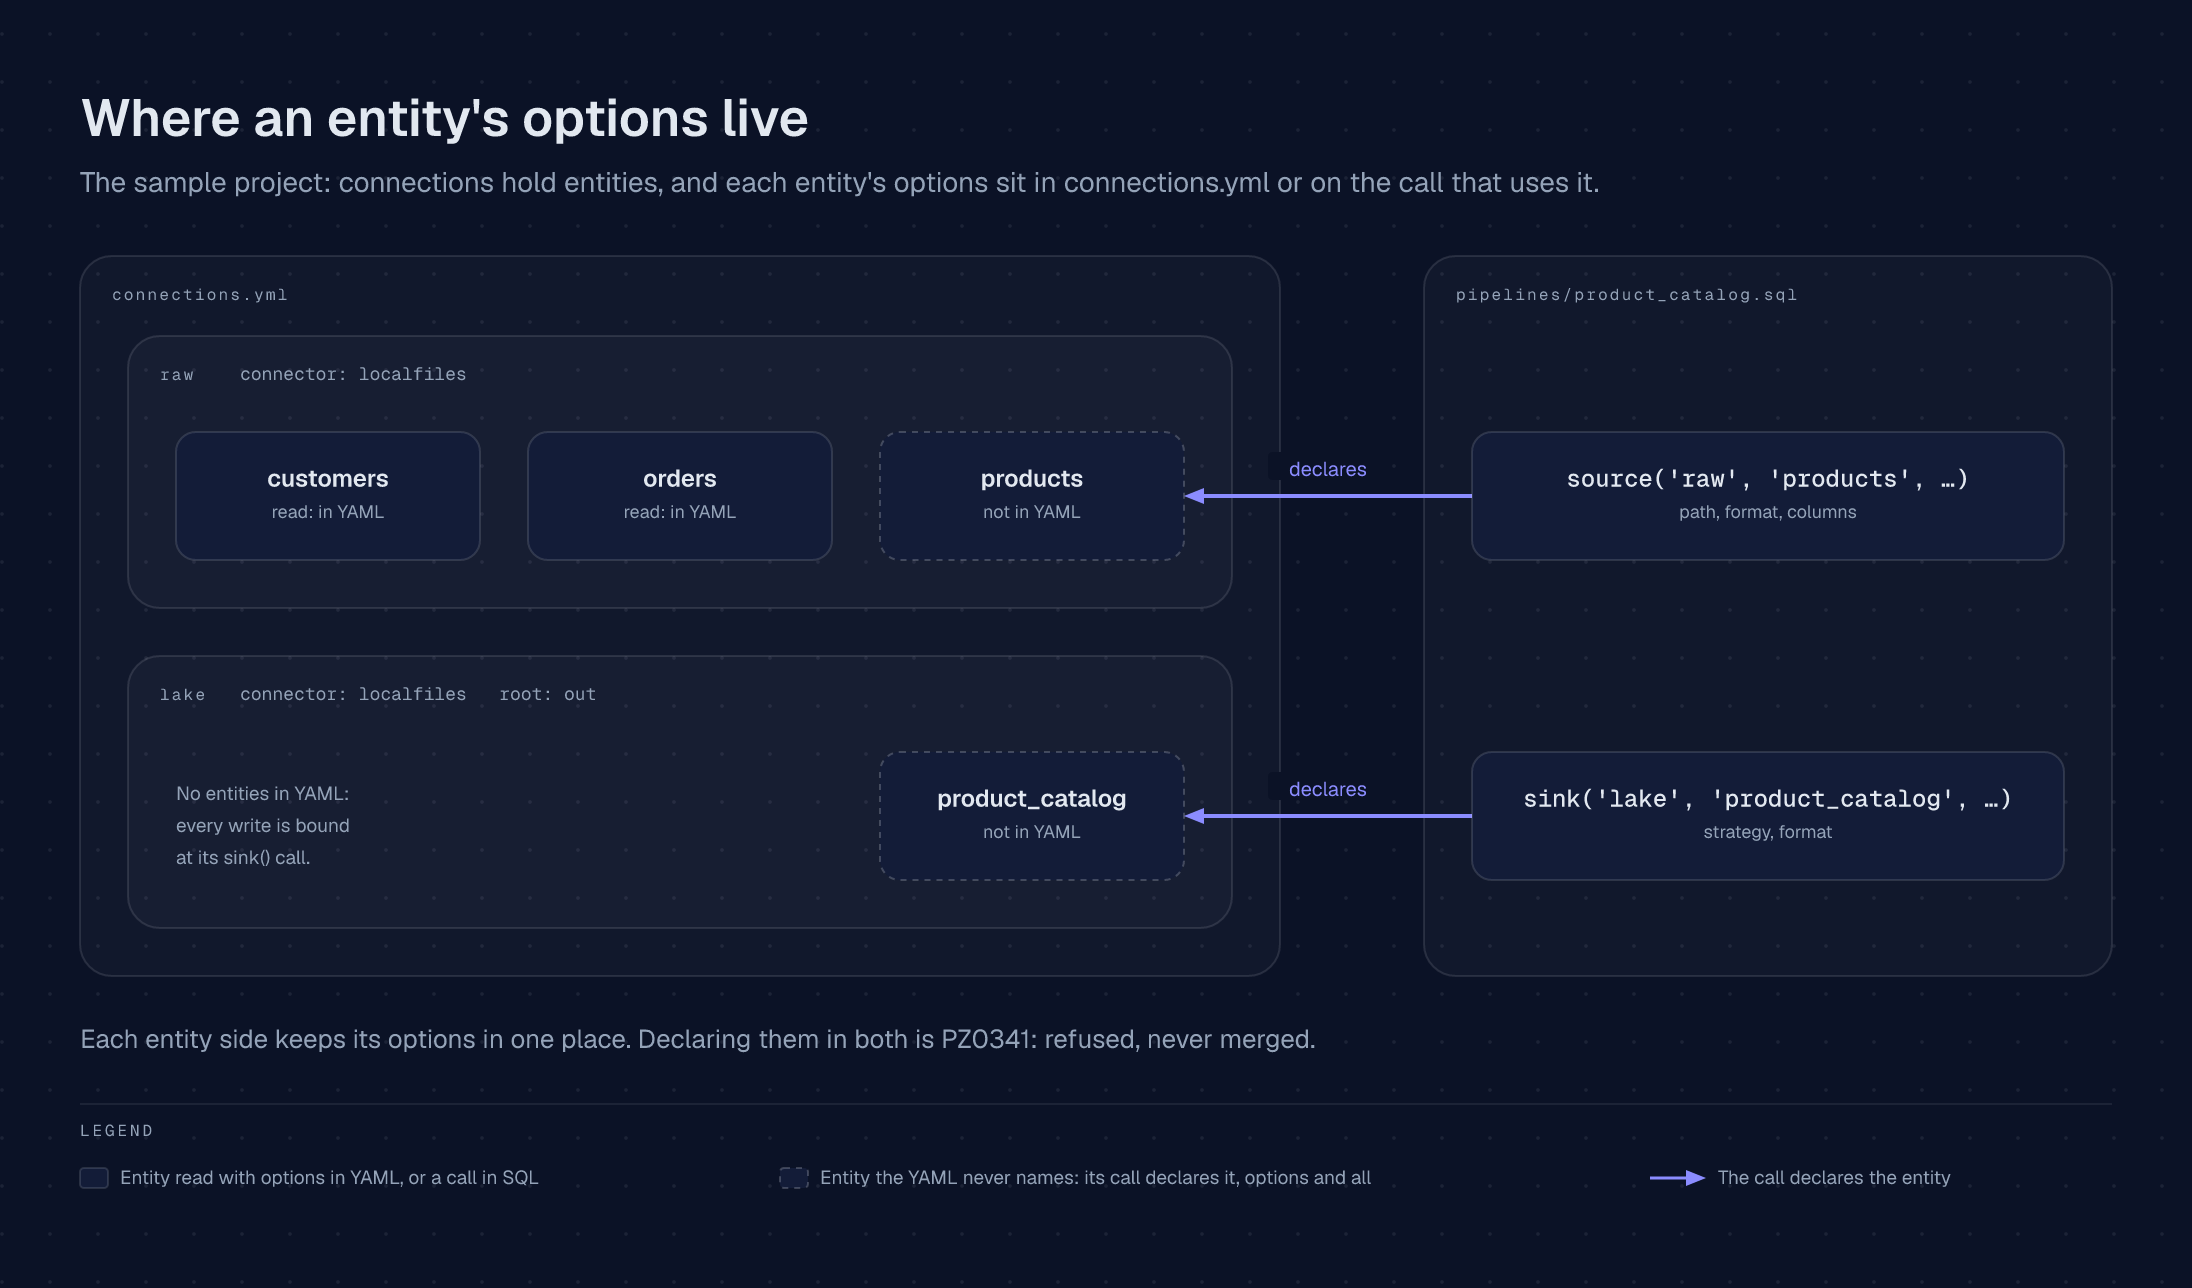 Where an entity's options live
The sample project: connections hold entities, and each entity's options sit in connections.yml or on the call that uses it.
connections.yml
raw connector: localfiles
customers
read: in YAML
orders
read: in YAML
products
not in YAML
lake connector: localfiles root: out
No entities in YAML:
every write is bound
at its sink() call.
product_catalog
not in YAML
declares
declares
pipelines/product_catalog.sql
source('raw', 'products', …)
path, format, columns
sink('lake', 'product_catalog', …)
strategy, format
Each entity side keeps its options in one place. Declaring them in both is PZ0341: refused, never merged.
LEGEND
Entity read with options in YAML, or a call in SQL
Entity the YAML never names: its call declares it, options and all
The call declares the entity